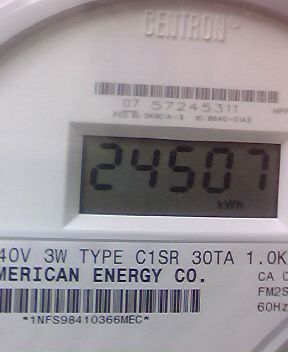 CENTRON®
07 57245311
24507
kWh
40V 3W TYPE C1SR 30TA 1.0K
MERICAN ENERGY CO.
CA 0
FM2S
60Hz
*1NFS98410366MEC*